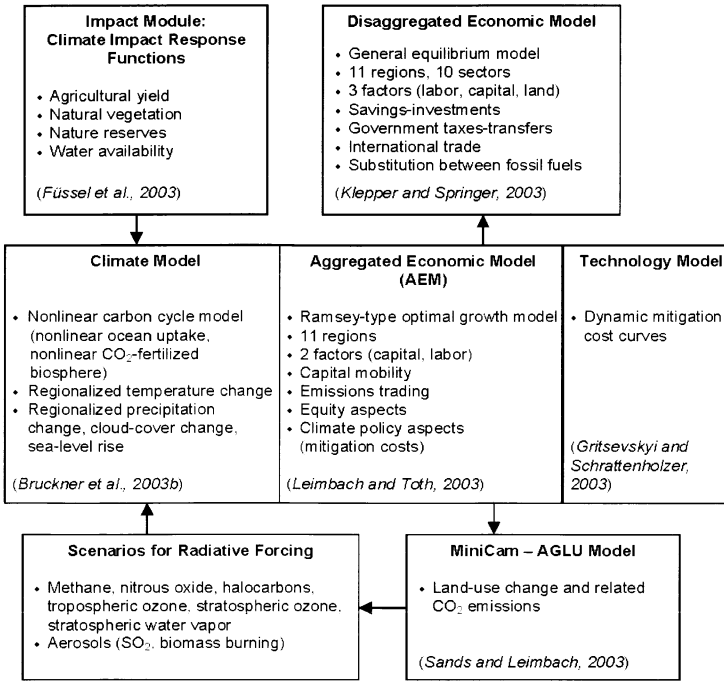 Impact Module:
Climate Impact Response
Functions
• Agricultural yield
• Natural vegetation
• Nature reserves
• Water availability
(Füssel et al., 2003)
Disaggregated Economic Model
• General equilibrium model
• 11 regions, 10 sectors
• 3 factors (labor, capital, land)
• Savings-investments
• Government taxes-transfers
• International trade
• Substitution between fossil fuels
(Klepper and Springer, 2003)
Climate Model
• Nonlinear carbon cycle model
(nonlinear ocean uptake,
nonlinear CO₂-fertilized
biosphere)
• Regionalized temperature change
• Regionalized precipitation
change, cloud-cover change,
sea-level rise
(Bruckner et al., 2003b)
Aggregated Economic Model
(AEM)
• Ramsey-type optimal growth model
• 11 regions
• 2 factors (capital, labor)
• Capital mobility
• Emissions trading
• Equity aspects
• Climate policy aspects
(mitigation costs)
(Leimbach and Toth, 2003)
Technology Model
• Dynamic mitigation
cost curves
(Gritsevskyi and
Schrattenholzer,
2003)
Scenarios for Radiative Forcing
• Methane, nitrous oxide, halocarbons,
tropospheric ozone, stratospheric ozone,
stratospheric water vapor
• Aerosols (SO₂, biomass burning)
MiniCam – AGLU Model
• Land-use change and related
CO₂ emissions
(Sands and Leimbach, 2003)